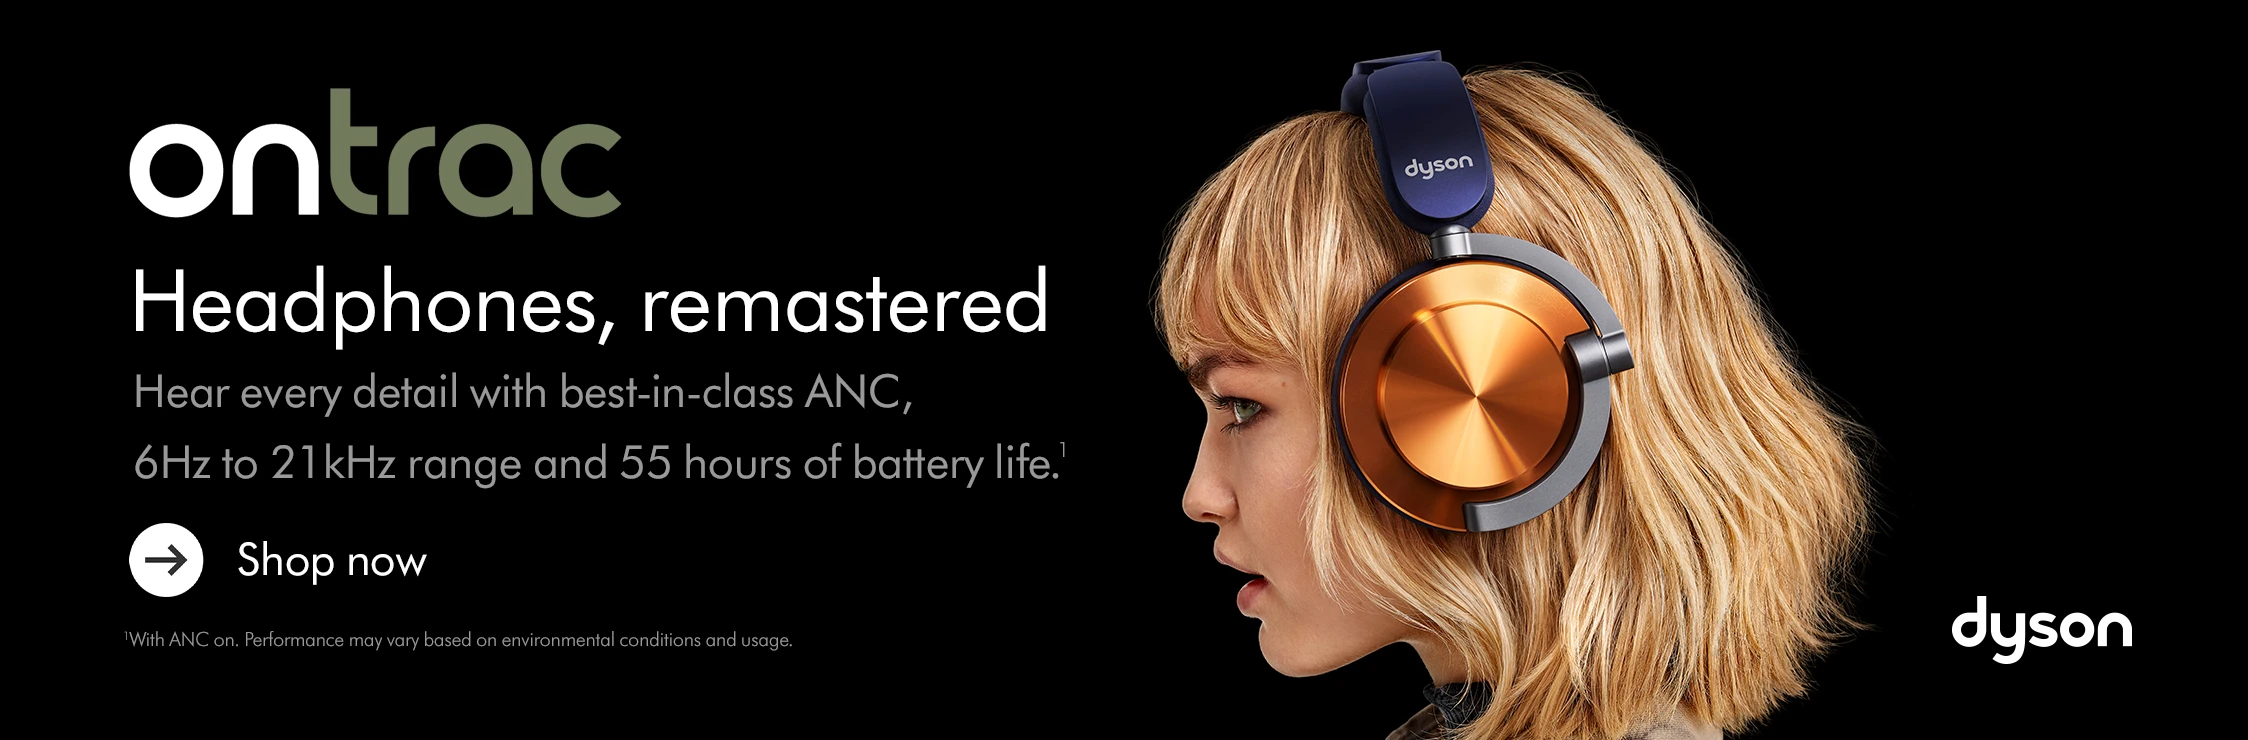 ontrac
Headphones, remastered
Hear every detail with best-in-class ANC,
6Hz to 21kHz range and 55 hours of battery life.¹
Shop now
¹With ANC on. Performance may vary based on environmental conditions and usage.
dyson
dyson